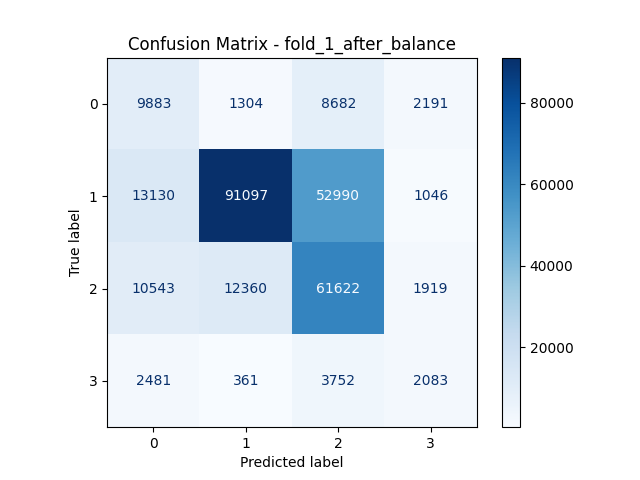 Confusion Matrix - fold_1_after_balance
0 9883 1304 8682 2191
1 13130 91097 52990 1046
2 10543 12360 61622 1919
3 2481 361 3752 2083
0 1 2 3
Predicted label
True label
80000
60000
40000
20000